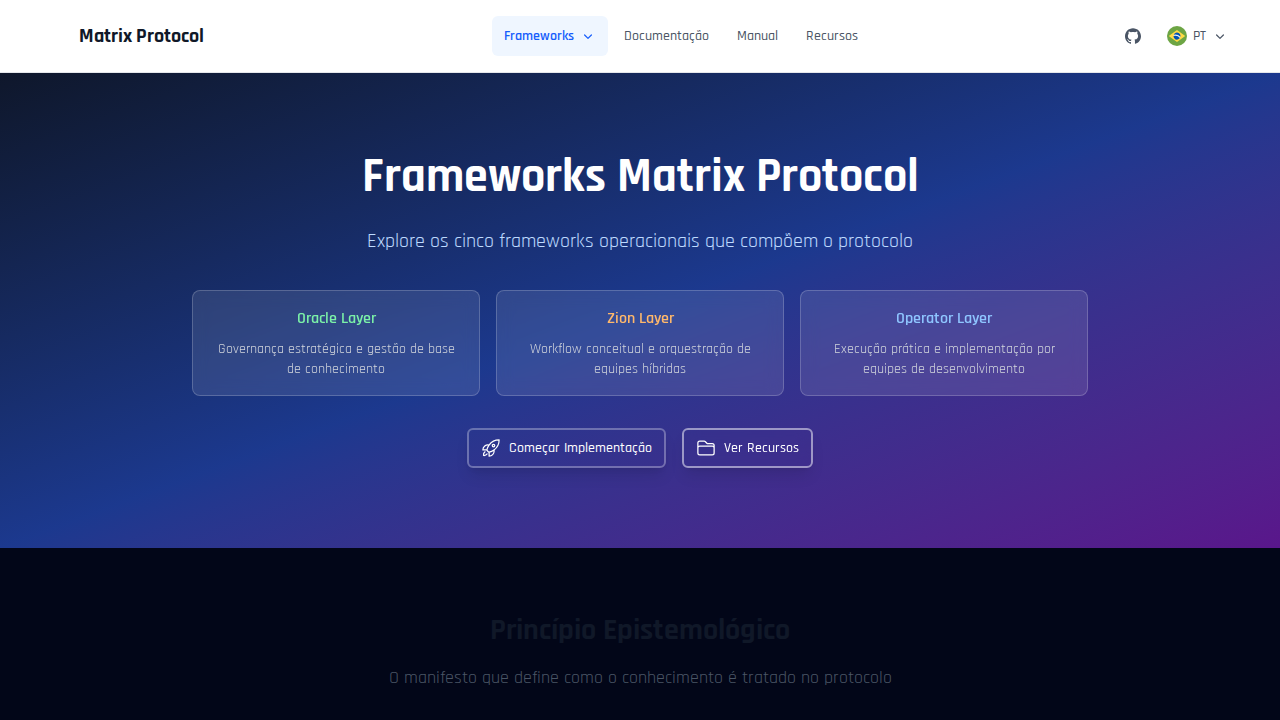 Matrix Protocol
Frameworks
Documentação
Manual
Recursos
PT
Frameworks Matrix Protocol
Explore os cinco frameworks operacionais que compõem o protocolo
Oracle Layer
Governança estratégica e gestão de base
de conhecimento
Zion Layer
Workflow conceitual e orquestração de
equipes híbridas
Operator Layer
Execução prática e implementação por
equipes de desenvolvimento
Começar Implementação
Ver Recursos
Princípio Epistemológico
O manifesto que define como o conhecimento é tratado no protocolo